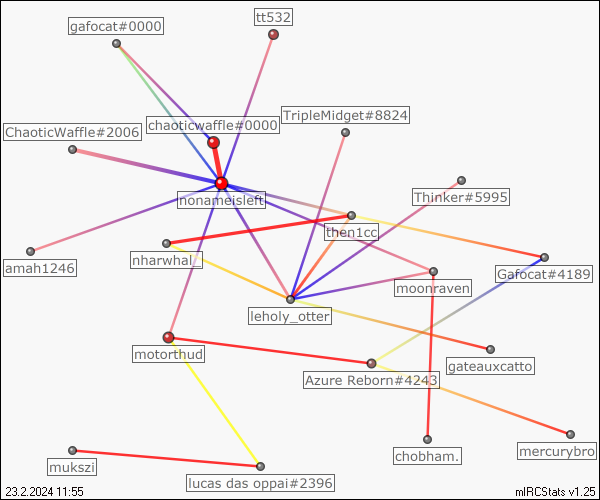 gafocat#0000
tt532
TripleMidget#8824
chaoticwaffle#0000
ChaoticWaffle#2006
Thinker#5995
nonameisleft
then1cc
nharwhal_
amah1246
Gafocat#4189
moonraven
leholy_otter
motorthud
gateauxcatto
Azure Reborn#4243
mercurybro
chobham.
mukszi
lucas das oppai#2396
23.2.2024 11:55
mIRCStats v1.25